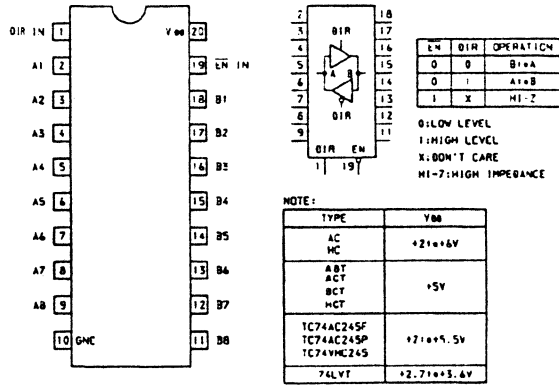 DIR IN 1
A1 2
A2 3
A3 4
A4 5
A5 6
A6 7
A7 8
A8 9
10 GND
VDD 20
19 EN IN
18 B1
17 B2
16 B3
15 B4
14 B5
13 B6
12 B7
11 B8
2 18
3 17
4 16
5 15
6 14
7 13
8 12
9 11
DIR
A B
DIR
DIR EN
1 19
EN DIR OPERATION
0 0 B to A
0 1 A to B
1 X HI-Z
0:LOW LEVEL
1:HIGH LEVEL
X:DON'T CARE
HI-Z:HIGH IMPEDANCE
NOTE:
TYPE VDD
AC
HC
+2 to +6V
ABT
ACT
BCT
HCT
+5V
TC74AC245F
TC74AC245P
TC74VHC245
+2 to +5.5V
74LVT +2.7 to +3.6V